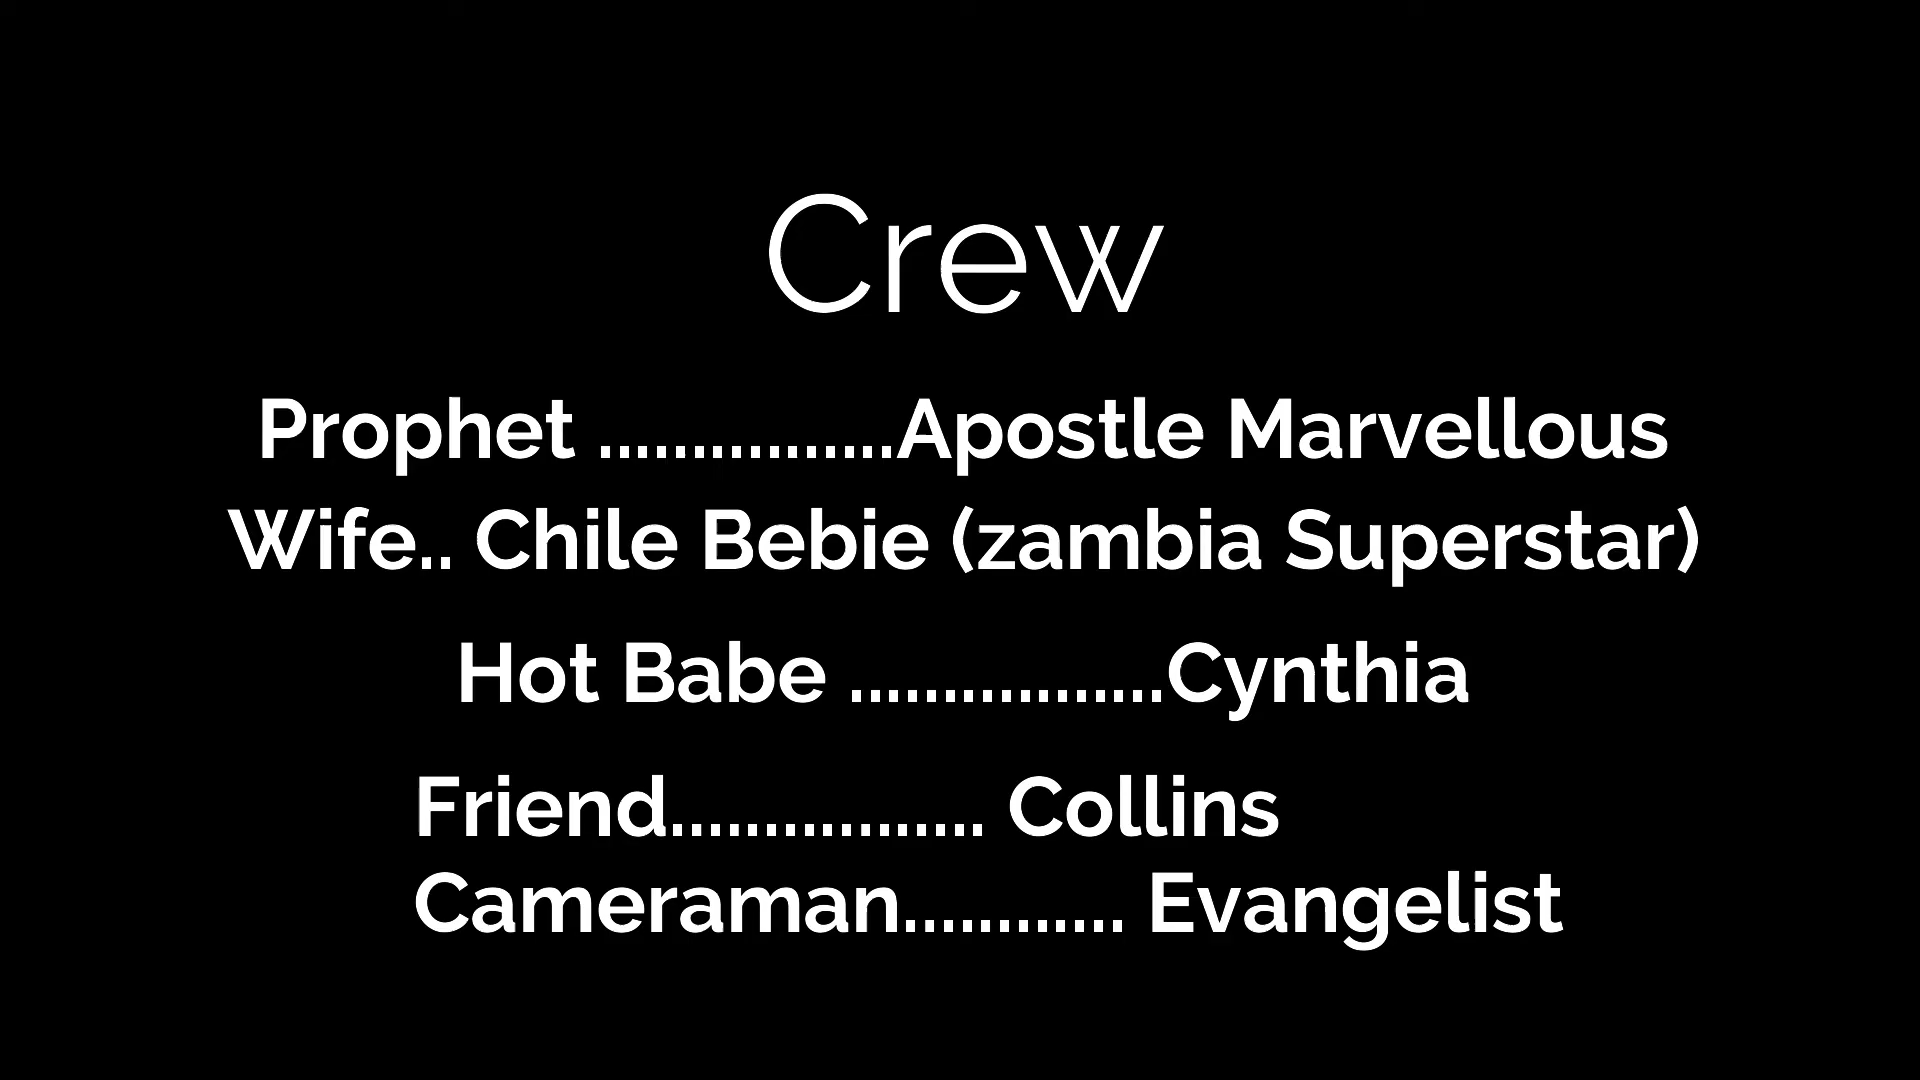 Crew
Prophet ................Apostle Marvellous
Wife.. Chile Bebie (zambia Superstar)
Hot Babe .................Cynthia
Friend................. Collins
Cameraman............ Evangelist